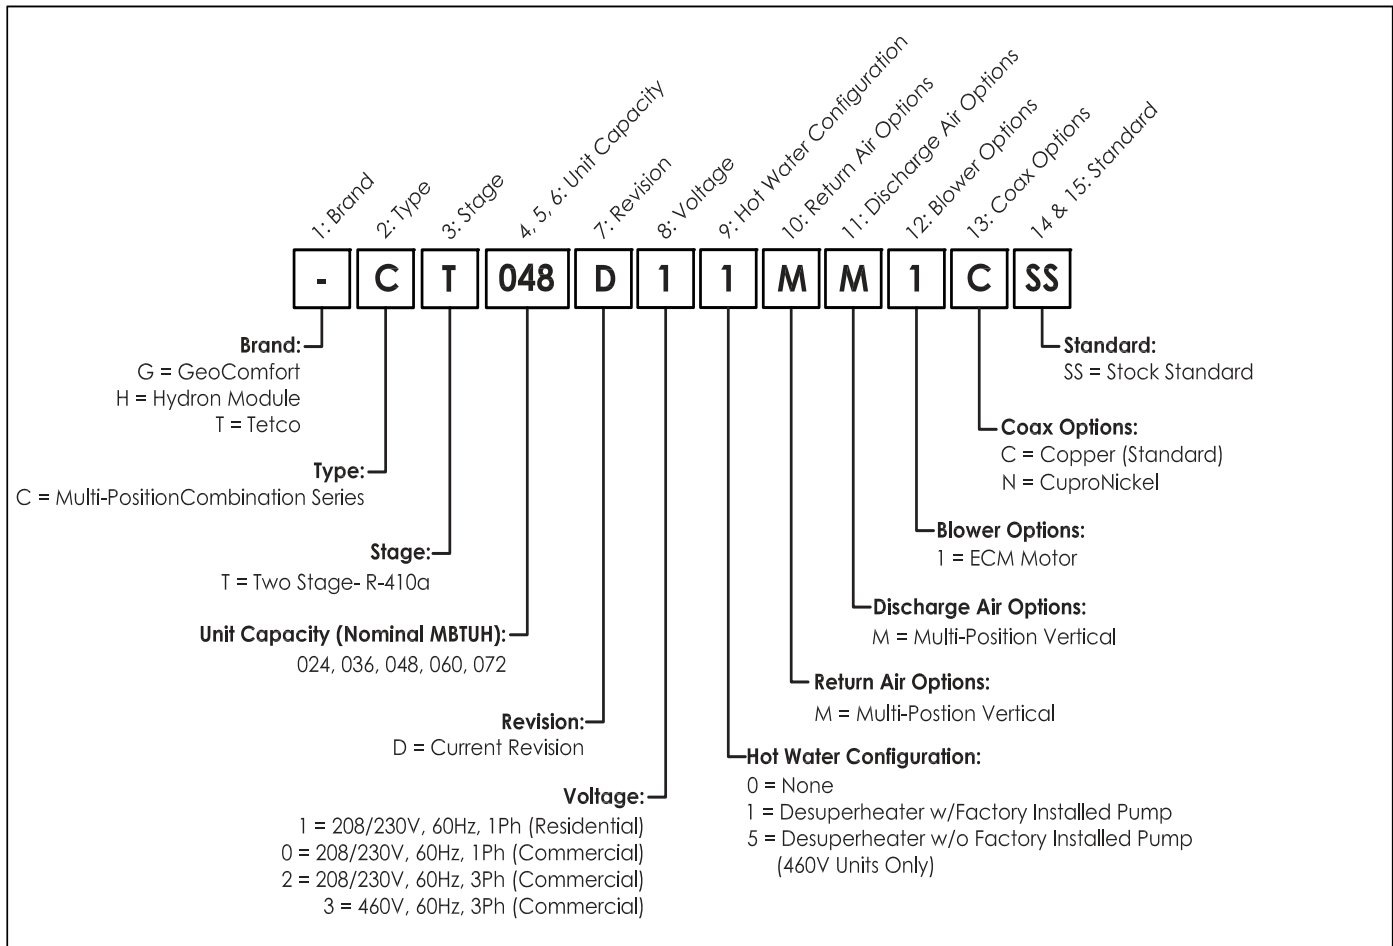 1: Brand
2: Type
3: Stage
4, 5, 6: Unit Capacity
7: Revision
8: Voltage
9: Hot Water Configuration
10: Return Air Options
11: Discharge Air Options
12: Blower Options
13: Coax Options
14 & 15: Standard
- C T 048 D 1 1 M M 1 C SS
Brand:
G = GeoComfort
H = Hydron Module
T = Tetco
Type:
C = Multi-PositionCombination Series
Stage:
T = Two Stage- R-410a
Unit Capacity (Nominal MBTUH):
024, 036, 048, 060, 072
Revision:
D = Current Revision
Voltage:
1 = 208/230V, 60Hz, 1Ph (Residential)
0 = 208/230V, 60Hz, 1Ph (Commercial)
2 = 208/230V, 60Hz, 3Ph (Commercial)
3 = 460V, 60Hz, 3Ph (Commercial)
Standard:
SS = Stock Standard
Coax Options:
C = Copper (Standard)
N = CuproNickel
Blower Options:
1 = ECM Motor
Discharge Air Options:
M = Multi-Position Vertical
Return Air Options:
M = Multi-Postion Vertical
Hot Water Configuration:
0 = None
1 = Desuperheater w/Factory Installed Pump
5 = Desuperheater w/o Factory Installed Pump
(460V Units Only)